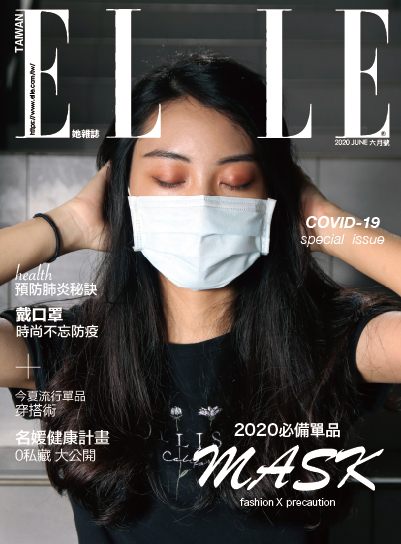 TAIWAN
ELLE
https://www.elle.com/tw/
她雜誌
2020 JUNE 六月號
COVID-19
special issue
health
預防肺炎秘訣
戴口罩
時尚不忘防疫
今夏流行單品
穿搭術
名媛健康計畫
0私藏 大公開
LIS
2020必備單品
MASK
fashion X precaution